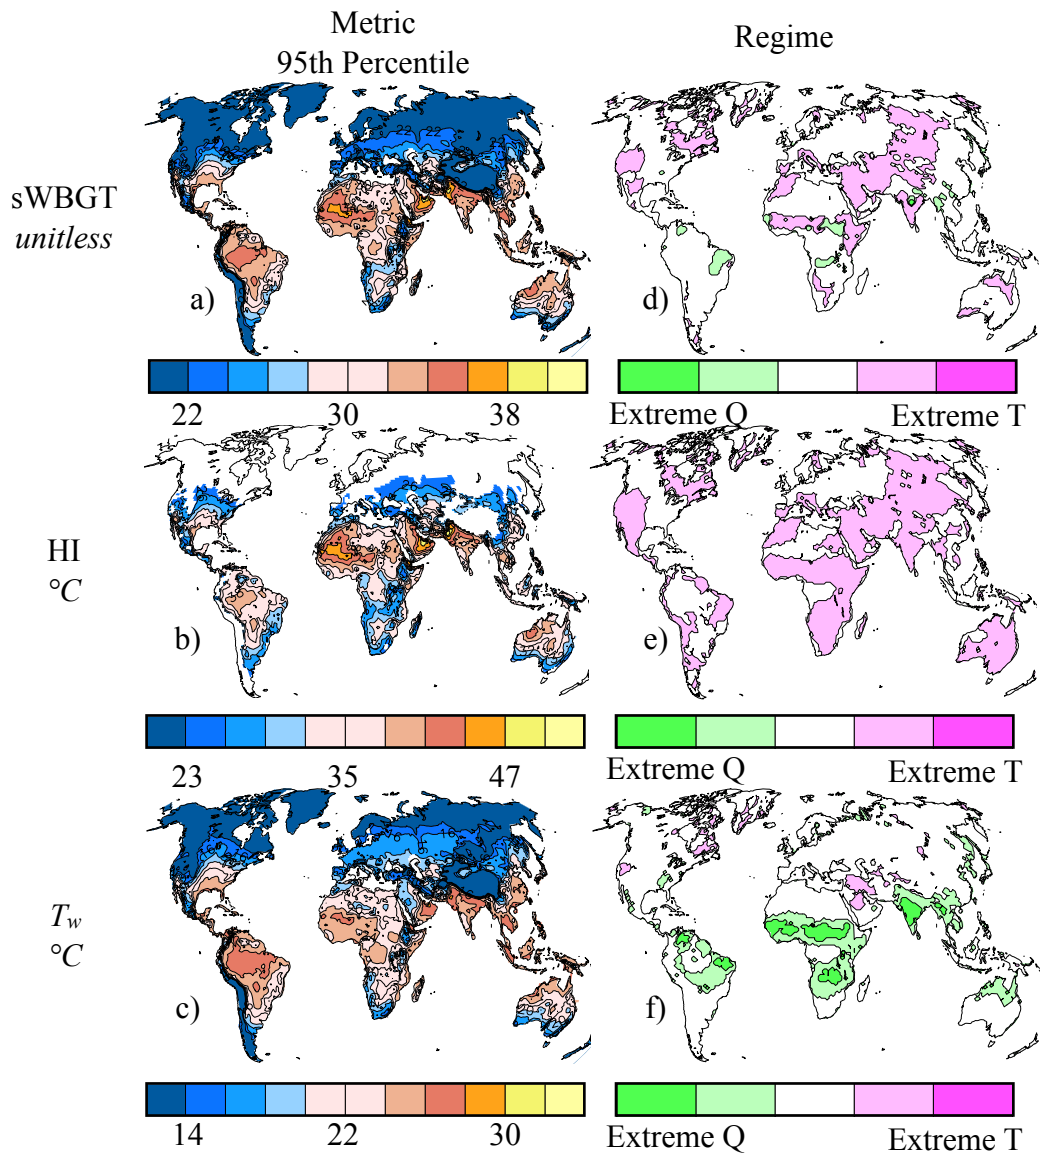 Metric
95th Percentile
Regime
sWBGT
unitless
a)
d)
22 30 38
Extreme Q Extreme T
HI
°C
b)
e)
23 35 47
Extreme Q Extreme T
Tw
°C
c)
f)
14 22 30
Extreme Q Extreme T